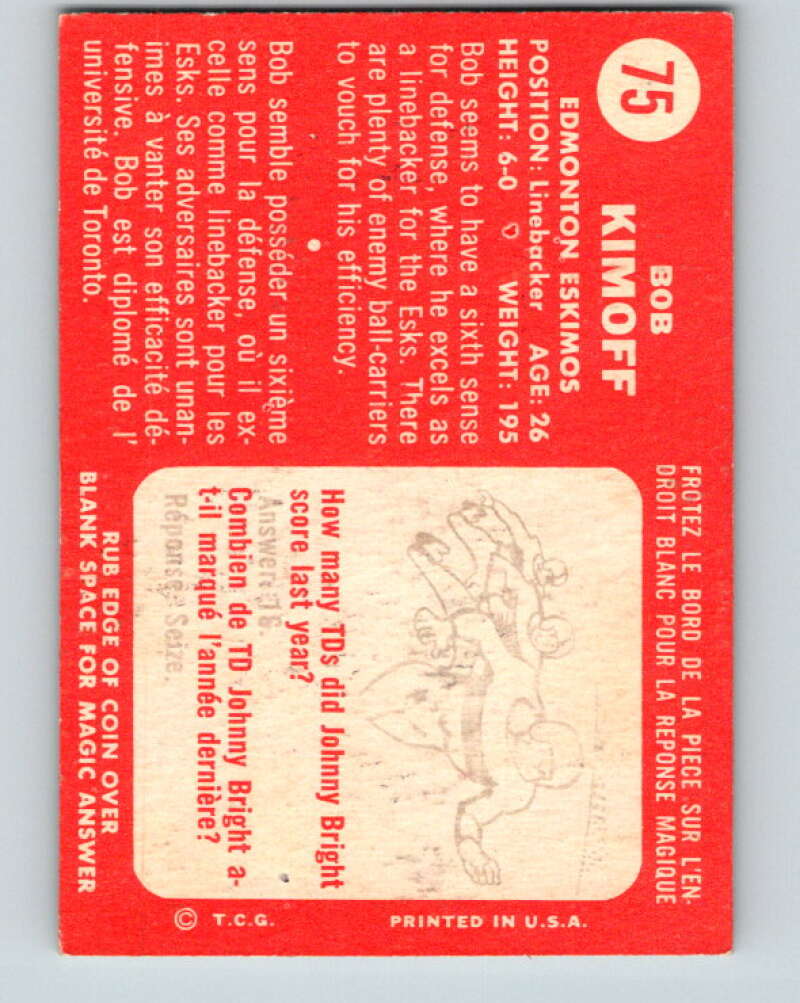 75
BOB
KIMOFF
EDMONTON ESKIMOS
POSITION: Linebacker AGE: 26
HEIGHT: 6-0 WEIGHT: 195
Bob seems to have a sixth sense
for defense, where he excels as
a linebacker for the Esks. There
are plenty of enemy ball-carriers
to vouch for his efficiency.
Bob semble posséder un sixième
sens pour la défense, où il ex-
celle comme linebacker pour les
Esks. Ses adversaires sont unan-
imes à vanter son efficacité dé-
fensive. Bob est diplomé de l'
université de Toronto.
FROTEZ LE BORD DE LA PIECE SUR L'EN-
DROIT BLANC POUR LA REPONSE MAGIQUE
How many TDs did Johnny Bright
score last year?
Answer: 16.
Combien de TD Johnny Bright a-
t-il marqué l'année dernière?
Réponse: Seize.
RUB EDGE OF COIN OVER
BLANK SPACE FOR MAGIC ANSWER
© T.C.G. PRINTED IN U.S.A.